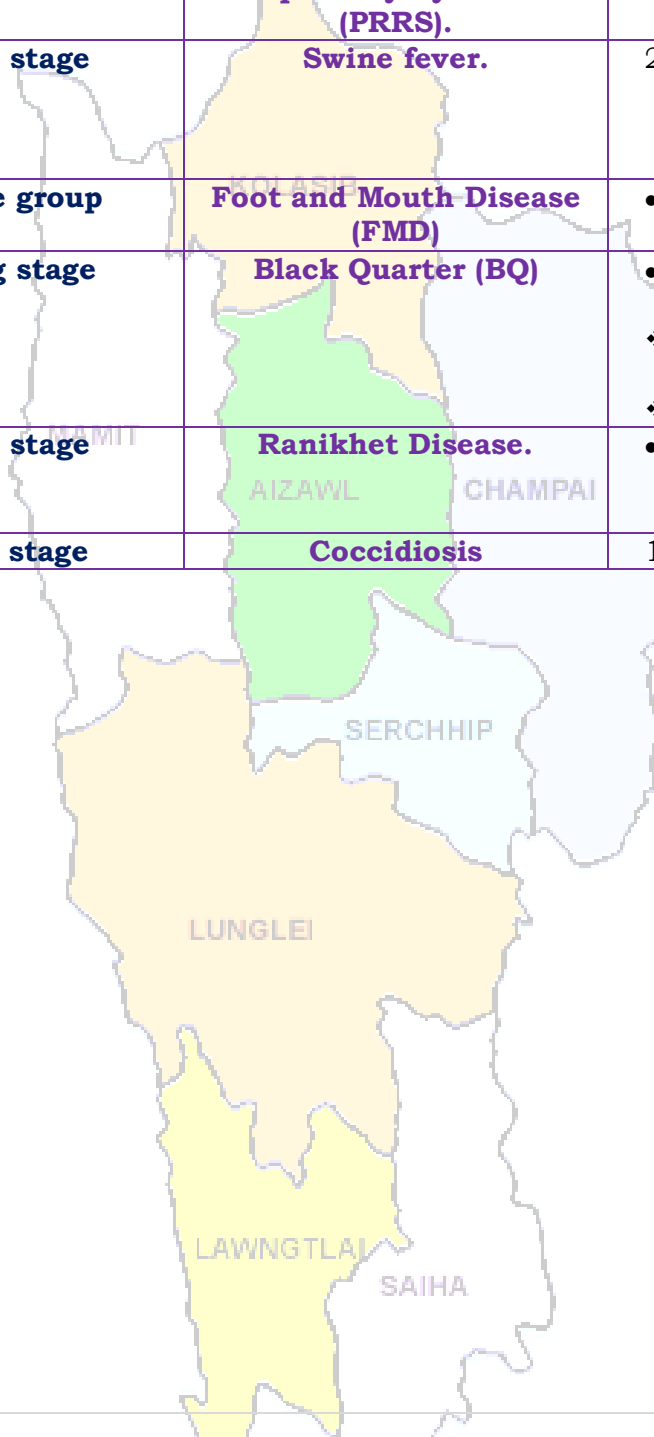 (PRRS).
stage Swine fever.
KOLASIB
group Foot and Mouth Disease
(FMD)
stage Black Quarter (BQ)
MAMIT
stage Ranikhet Disease.
AIZAWL CHAMPAI
stage Coccidiosis
SERCHHIP
LUNGLEI
LAWNGTLAI
SAIHA